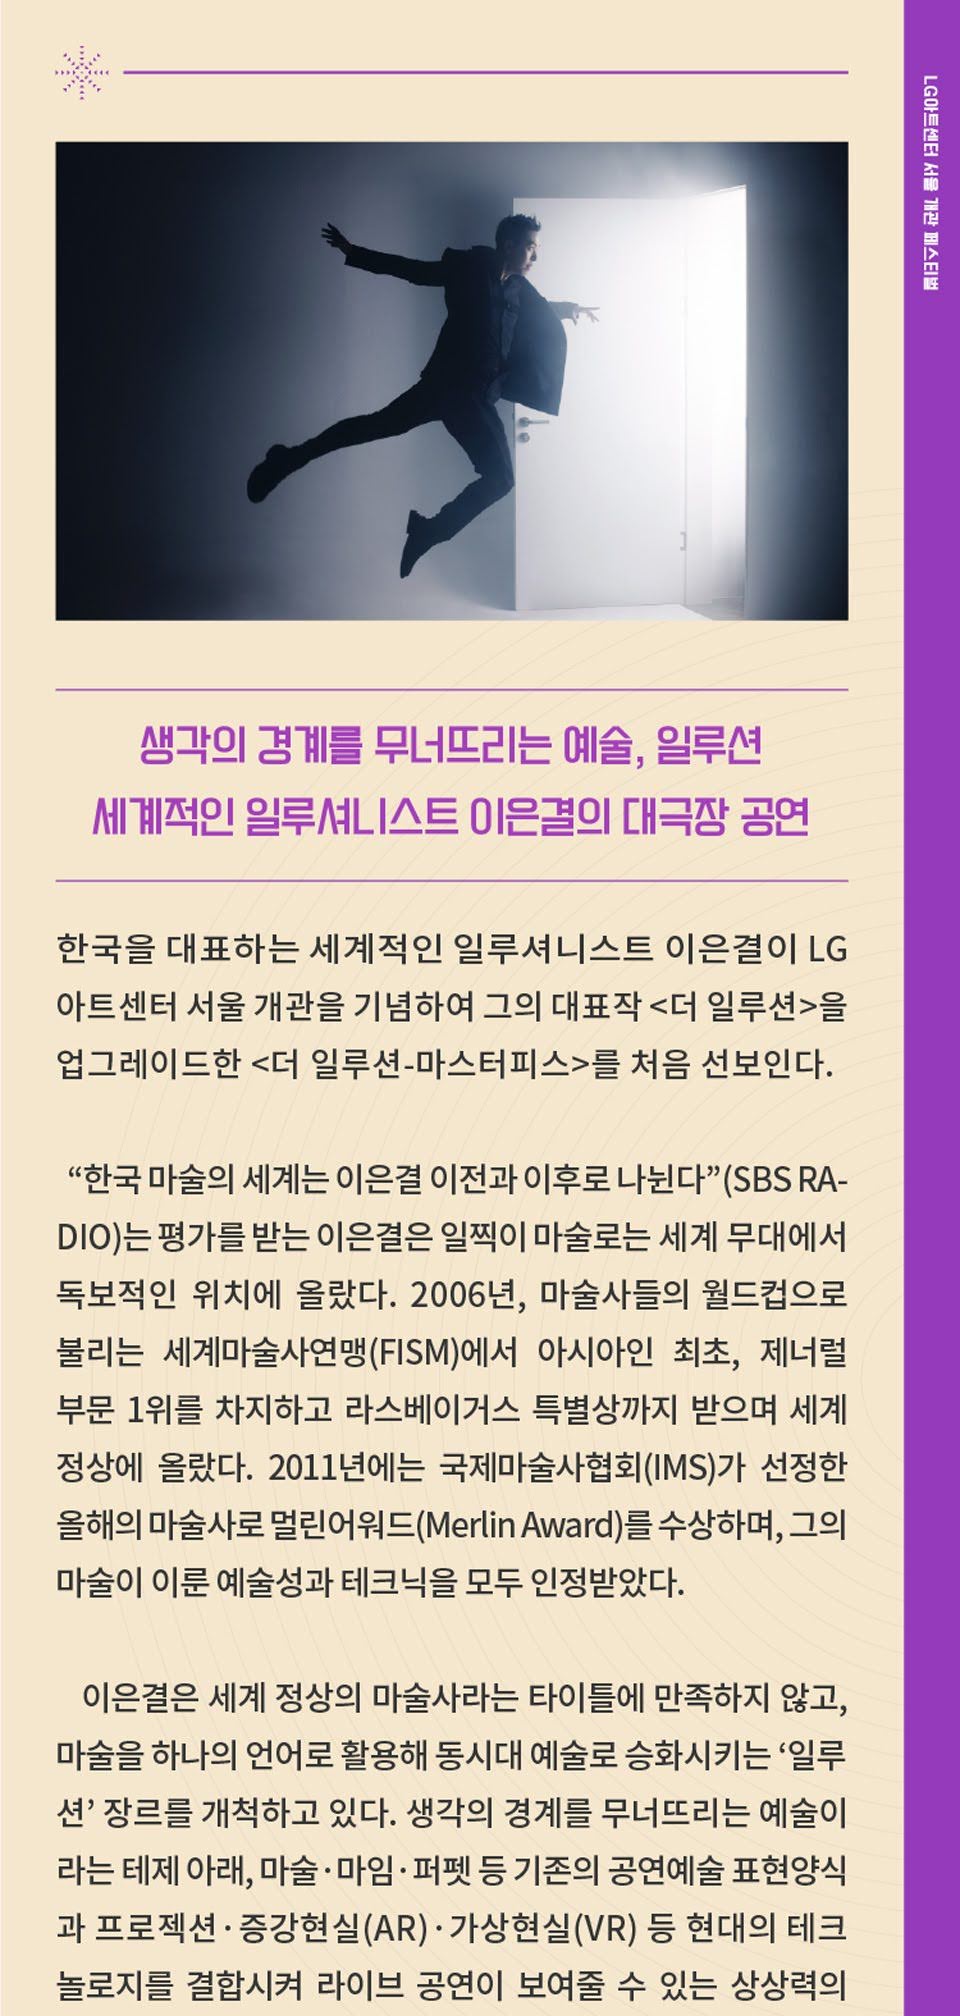 LG아트센터 서울 개관 페스티벌
생각의 경계를 무너뜨리는 예술, 일루션
세계적인 일루셔니스트 이은결의 대극장 공연
한국을 대표하는 세계적인 일루셔니스트 이은결이 LG
아트센터 서울 개관을 기념하여 그의 대표작 <더 일루션>을
업그레이드한 <더 일루션-마스터피스>를 처음 선보인다.
“한국 마술의 세계는 이은결 이전과 이후로 나뉜다”(SBS RA-
DIO)는 평가를 받는 이은결은 일찍이 마술로는 세계 무대에서
독보적인 위치에 올랐다. 2006년, 마술사들의 월드컵으로
불리는 세계마술사연맹(FISM)에서 아시아인 최초, 제너럴
부문 1위를 차지하고 라스베이거스 특별상까지 받으며 세계
정상에 올랐다. 2011년에는 국제마술사협회(IMS)가 선정한
올해의 마술사로 멀린어워드(Merlin Award)를 수상하며, 그의
마술이 이룬 예술성과 테크닉을 모두 인정받았다.
이은결은 세계 정상의 마술사라는 타이틀에 만족하지 않고,
마술을 하나의 언어로 활용해 동시대 예술로 승화시키는 ‘일루
션’ 장르를 개척하고 있다. 생각의 경계를 무너뜨리는 예술이
라는 테제 아래, 마술·마임·퍼펫 등 기존의 공연예술 표현양식
과 프로젝션·증강현실(AR)·가상현실(VR) 등 현대의 테크
놀로지를 결합시켜 라이브 공연이 보여줄 수 있는 상상력의